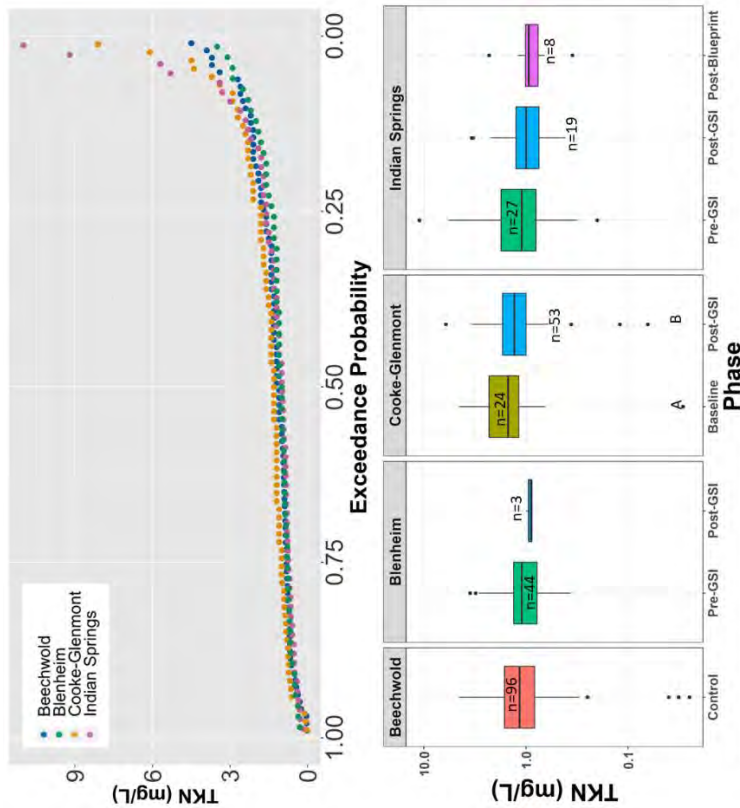 TKN (mg/L)
9
6
3
0
Beechwold
Blenheim
Cooke-Glenmont
Indian Springs
1.00
0.75
0.50
0.25
0.00
Exceedance Probability
TKN (mg/L)
10.0
1.0
0.1
Beechwold
n=96
Control
Blenheim
n=44
n=3
Pre-GSI
Post-GSI
Cooke-Glenmont
n=24
n=53
A
B
Baseline
Post-GSI
Indian Springs
n=27
n=19
n=8
Pre-GSI
Post-GSI
Post-Blueprint
Phase